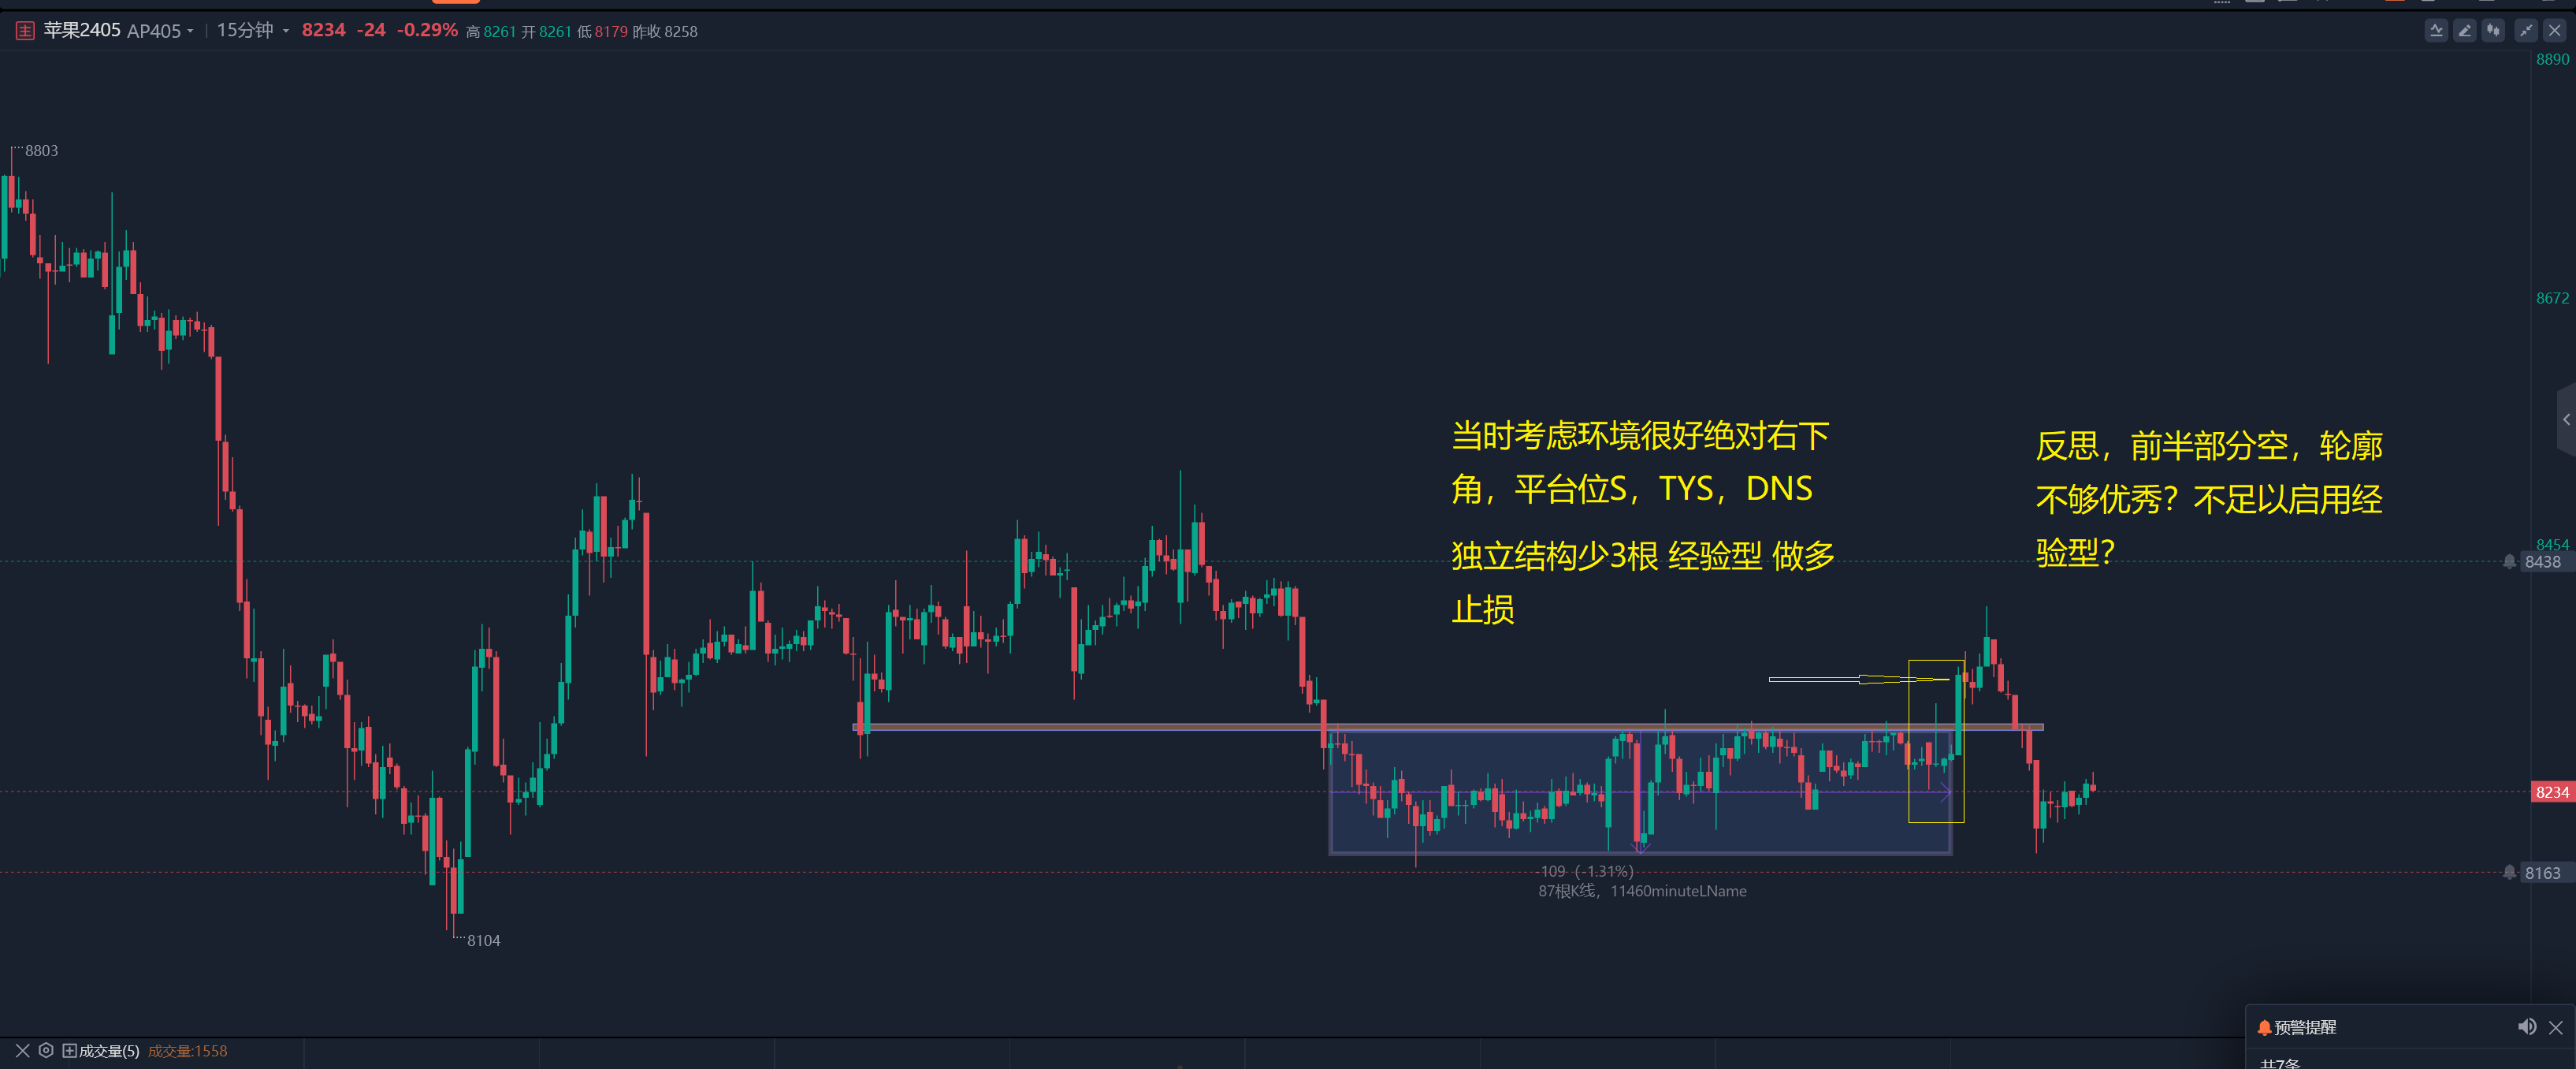 主 苹果2405 AP405 15分钟 8234 -24 -0.29% 高 8261 开 8261 低 8179 昨收 8258
8890
8803
8672
当时考虑环境很好绝对右下
角，平台位S，TYS，DNS
独立结构少3根 经验型 做多
止损
反思，前半部分空，轮廓
不够优秀？不足以启用经
验型？
8454
8438
8234
8163
-109（-1.31%）
87根K线，11460minuteLName
8104
预警提醒
成交量(5) 成交量:1558
共7条